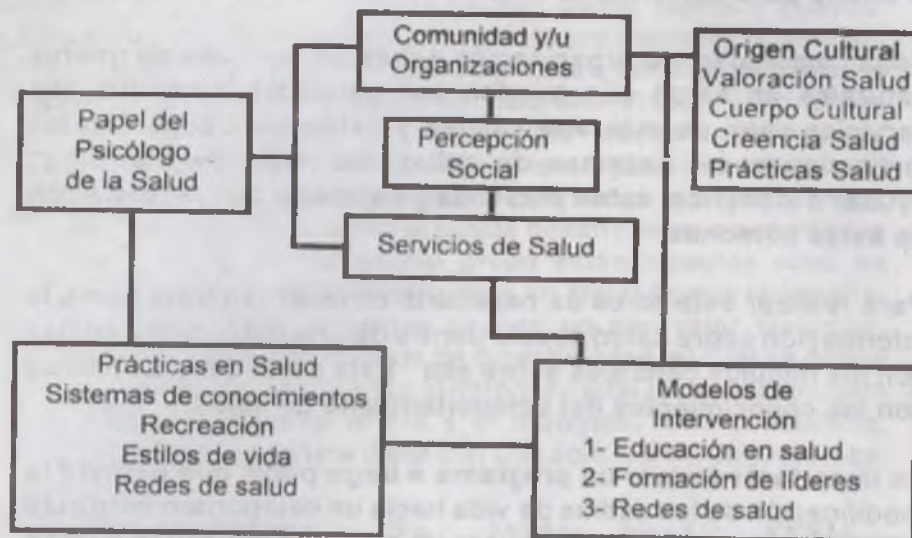 Comunidad y/u
Organizaciones
Origen Cultural
Valoración Salud
Cuerpo Cultural
Creencia Salud
Prácticas Salud
Papel del
Psicólogo
de la Salud
Percepción
Social
Servicios de Salud
Prácticas en Salud
Sistemas de conocimientos
Recreación
Estilos de vida
Redes de salud
Modelos de
Intervención
1- Educación en salud
2- Formación de líderes
3- Redes de salud